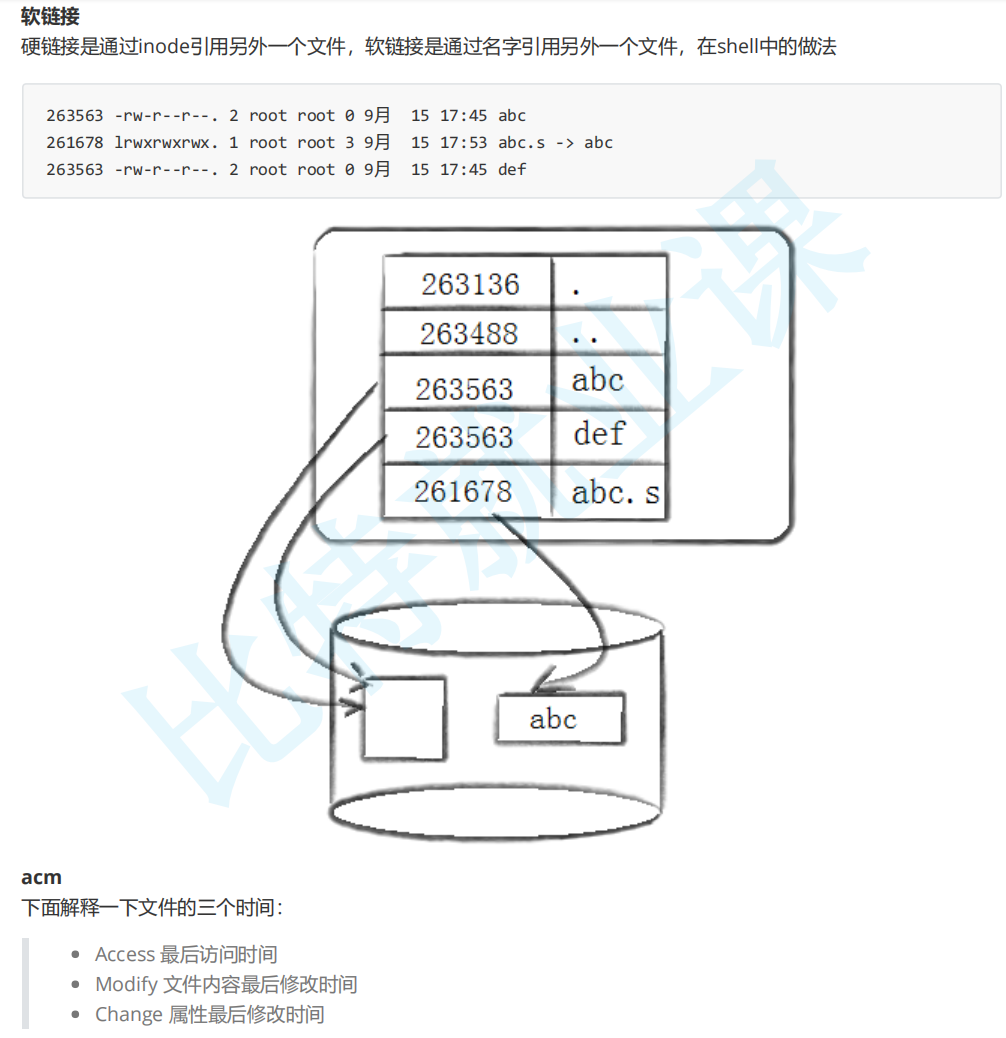 软链接
硬链接是通过inode引用另外一个文件，软链接是通过名字引用另外一个文件，在shell中的做法
263563 -rw-r--r--. 2 root root 0 9月  15 17:45 abc
261678 lrwxrwxrwx. 1 root root 3 9月  15 17:53 abc.s -> abc
263563 -rw-r--r--. 2 root root 0 9月  15 17:45 def
263136 .
263488 ..
263563 abc
263563 def
261678 abc.s
abc
比特就业课
acm
下面解释一下文件的三个时间：
Access 最后访问时间
Modify 文件内容最后修改时间
Change 属性最后修改时间